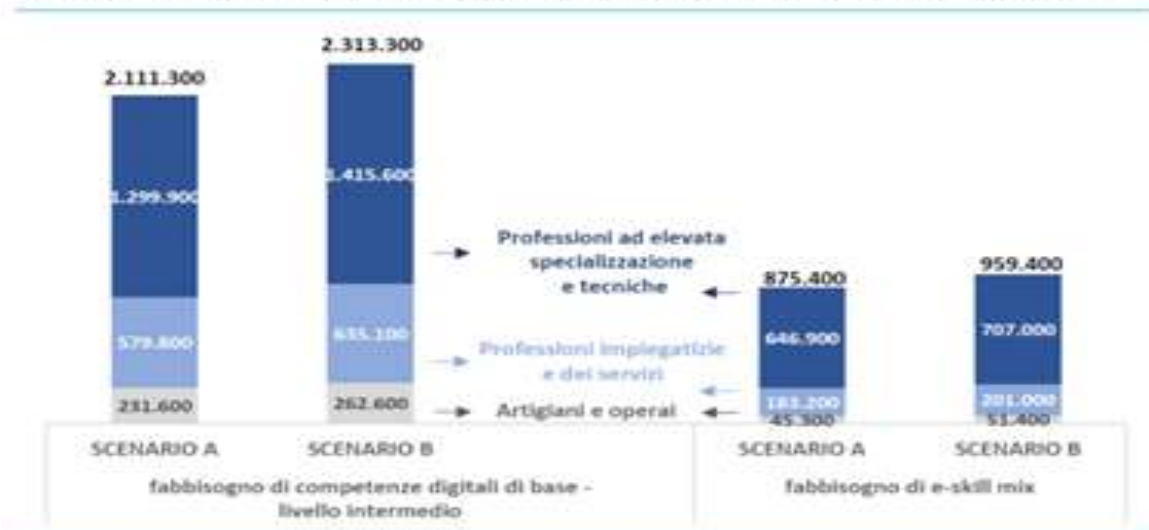 2.313.300
2.111.300
1.415.600
1.299.900
Professioni ad elevata
specializzazione
e tecniche
959.400
875.400
707.000
646.900
635.100
579.800
Professioni impiegatizie
e dei servizi
262.600
231.600
Artigiani e operai
201.000
183.200
51.400
45.300
SCENARIO A
SCENARIO B
SCENARIO A
SCENARIO B
fabbisogno di competenze digitali di base -
livello intermedio
fabbisogno di e-skill mix